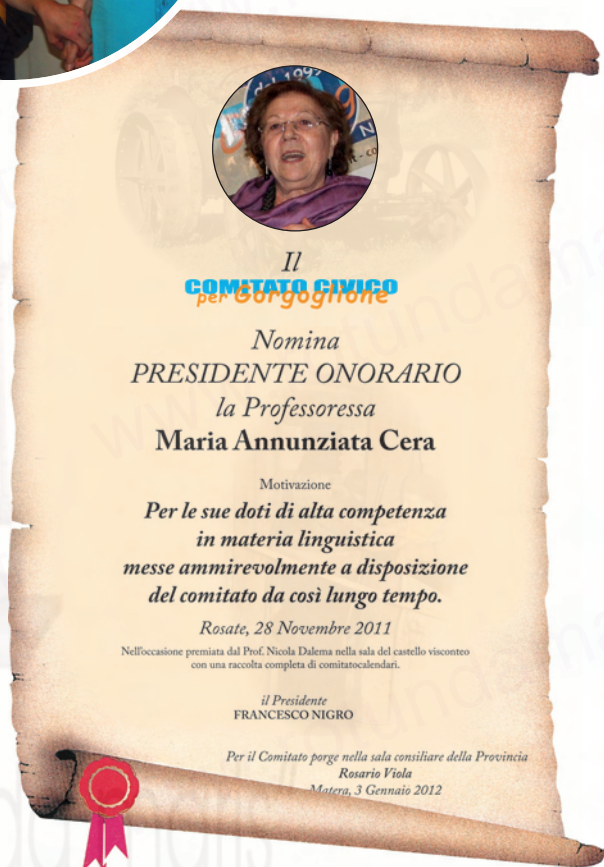 dal 1997
Il
COMITATO CIVICO
per Gorgoglione
Nomina
PRESIDENTE ONORARIO
la Professoressa
Maria Annunziata Cera
Motivazione
Per le sue doti di alta competenza
in materia linguistica
messe ammirevolmente a disposizione
del comitato da così lungo tempo.
Rosate, 28 Novembre 2011
Nell'occasione premiata dal Prof. Nicola Dalema nella sala del castello visconteo
con una raccolta completa di comitatocalendari.
il Presidente
FRANCESCO NIGRO
Per il Comitato porge nella sala consiliare della Provincia
Rosario Viola
Matera, 3 Gennaio 2012